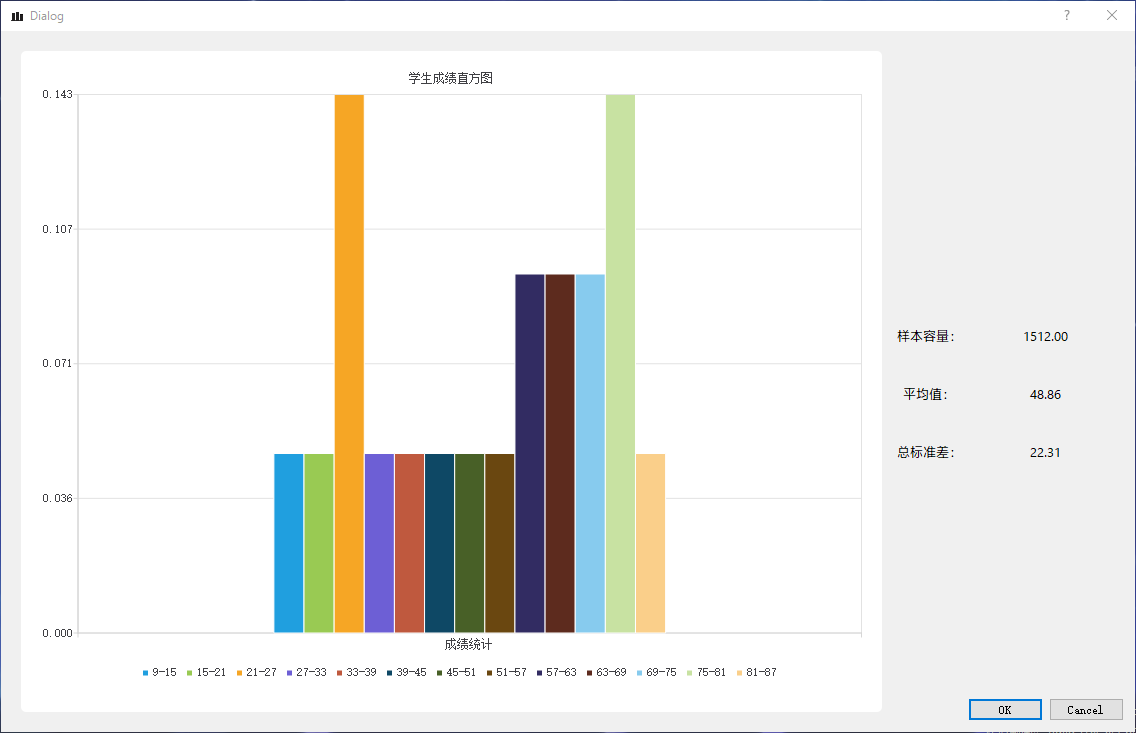 Dialog
?
学生成绩直方图
0.143
0.107
0.071
0.036
0.000
成绩统计
9-15 15-21 21-27 27-33 33-39 39-45 45-51 51-57 57-63 63-69 69-75 75-81 81-87
样本容量： 1512.00
平均值： 48.86
总标准差： 22.31
OK Cancel